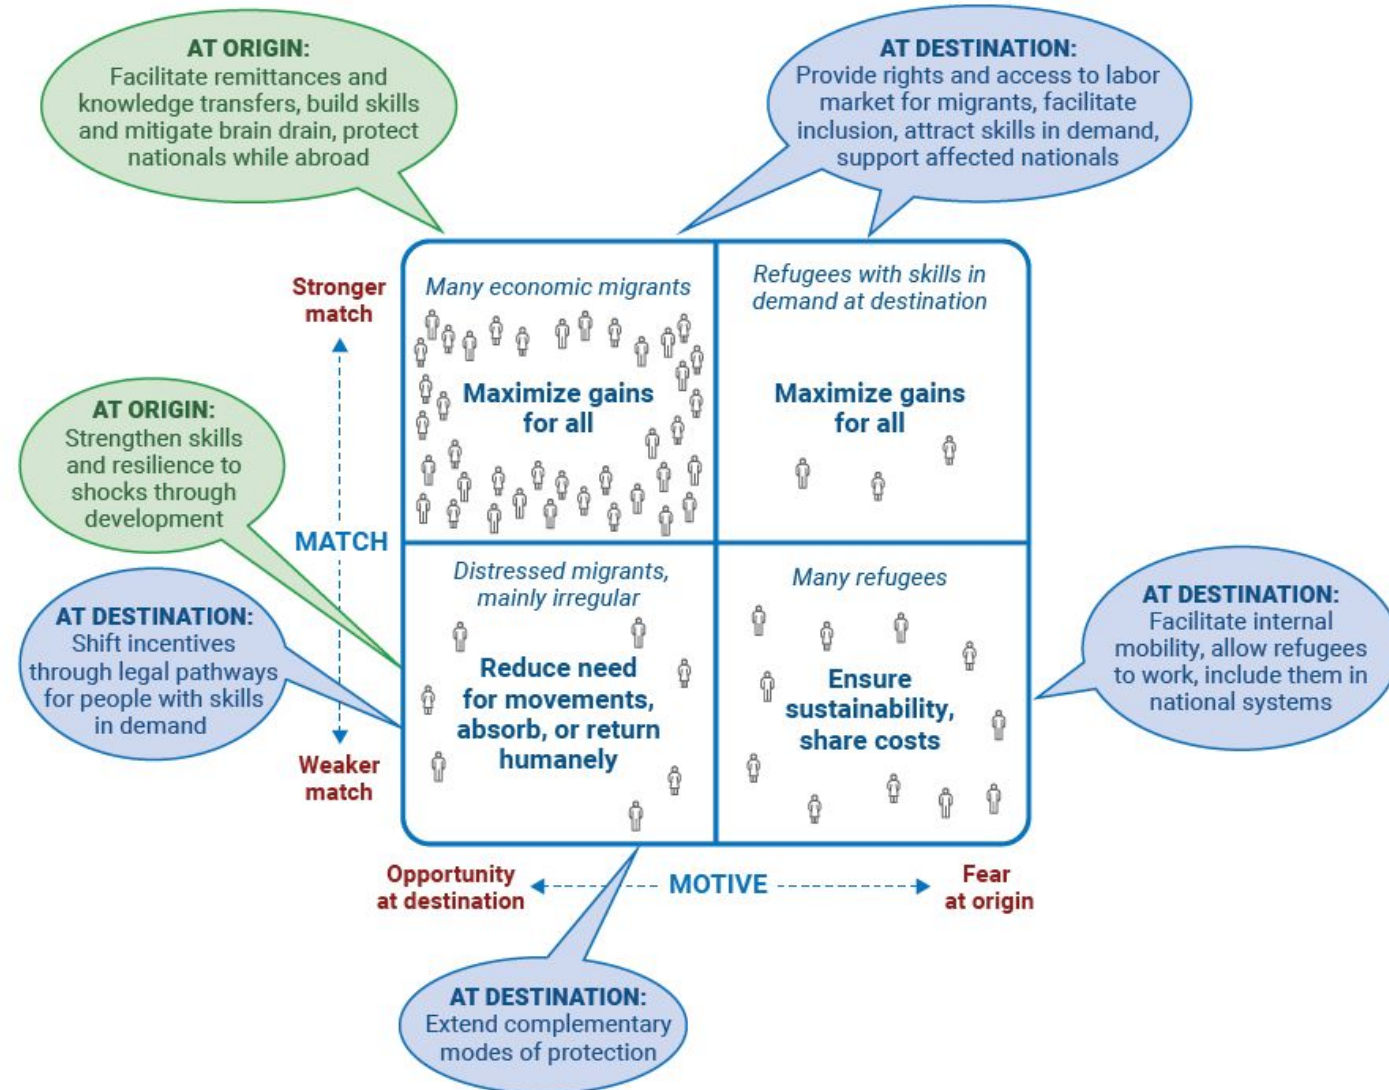 AT ORIGIN:
Facilitate remittances and
knowledge transfers, build skills
and mitigate brain drain, protect
nationals while abroad
AT DESTINATION:
Provide rights and access to labor
market for migrants, facilitate
inclusion, attract skills in demand,
support affected nationals
Stronger
match
Many economic migrants
Maximize gains
for all
Refugees with skills in
demand at destination
Maximize gains
for all
AT ORIGIN:
Strengthen skills
and resilience to
shocks through
development
MATCH
AT DESTINATION:
Shift incentives
through legal pathways
for people with skills
in demand
Weaker
match
Distressed migrants,
mainly irregular
Reduce need
for movements,
absorb, or return
humanely
Many refugees
Ensure
sustainability,
share costs
AT DESTINATION:
Facilitate internal
mobility, allow refugees
to work, include them in
national systems
Opportunity
at destination
MOTIVE
Fear
at origin
AT DESTINATION:
Extend complementary
modes of protection